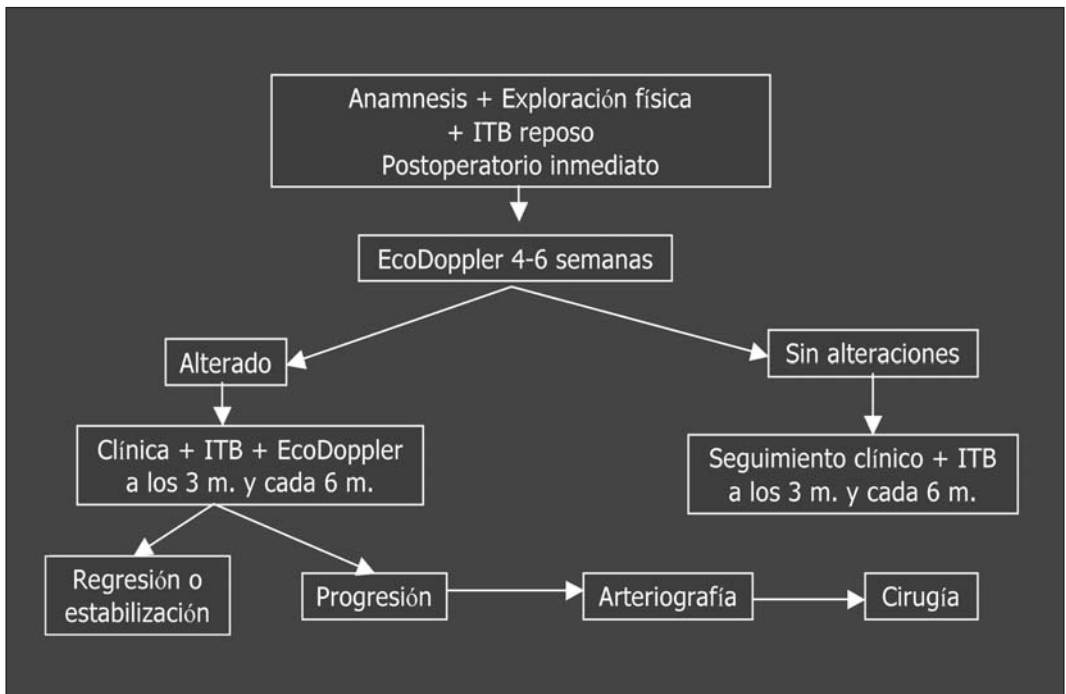 Anamnesis + Exploración física
+ ITB reposo
Postoperatorio inmediato
EcoDoppler 4-6 semanas
Alterado
Sin alteraciones
Clínica + ITB + EcoDoppler
a los 3 m. y cada 6 m.
Seguimiento clínico + ITB
a los 3 m. y cada 6 m.
Regresión o
estabilización
Progresión
Arteriografía
Cirugía